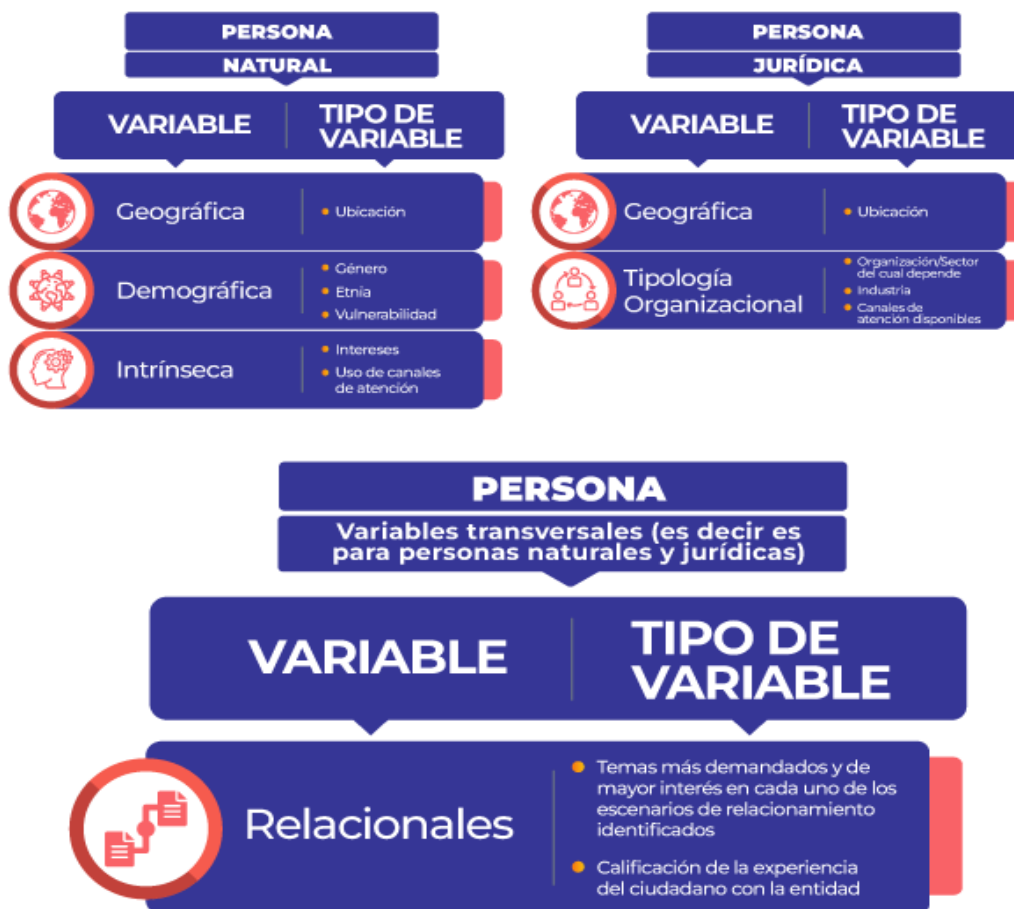 PERSONA
NATURAL
VARIABLE
TIPO DE
VARIABLE
Geográfica
Ubicación
Demográfica
Género
Etnia
Vulnerabilidad
Intrínseca
Intereses
Uso de canales
de atención
PERSONA
JURÍDICA
VARIABLE
TIPO DE
VARIABLE
Geográfica
Ubicación
Tipología
Organizacional
Organización/Sector
del cual depende
Industria
Canales de
atención disponibles
PERSONA
Variables transversales (es decir es
para personas naturales y jurídicas)
VARIABLE
TIPO DE
VARIABLE
Relacionales
Temas más demandados y de
mayor interés en cada uno de los
escenarios de relacionamiento
identificados
Calificación de la experiencia
del ciudadano con la entidad